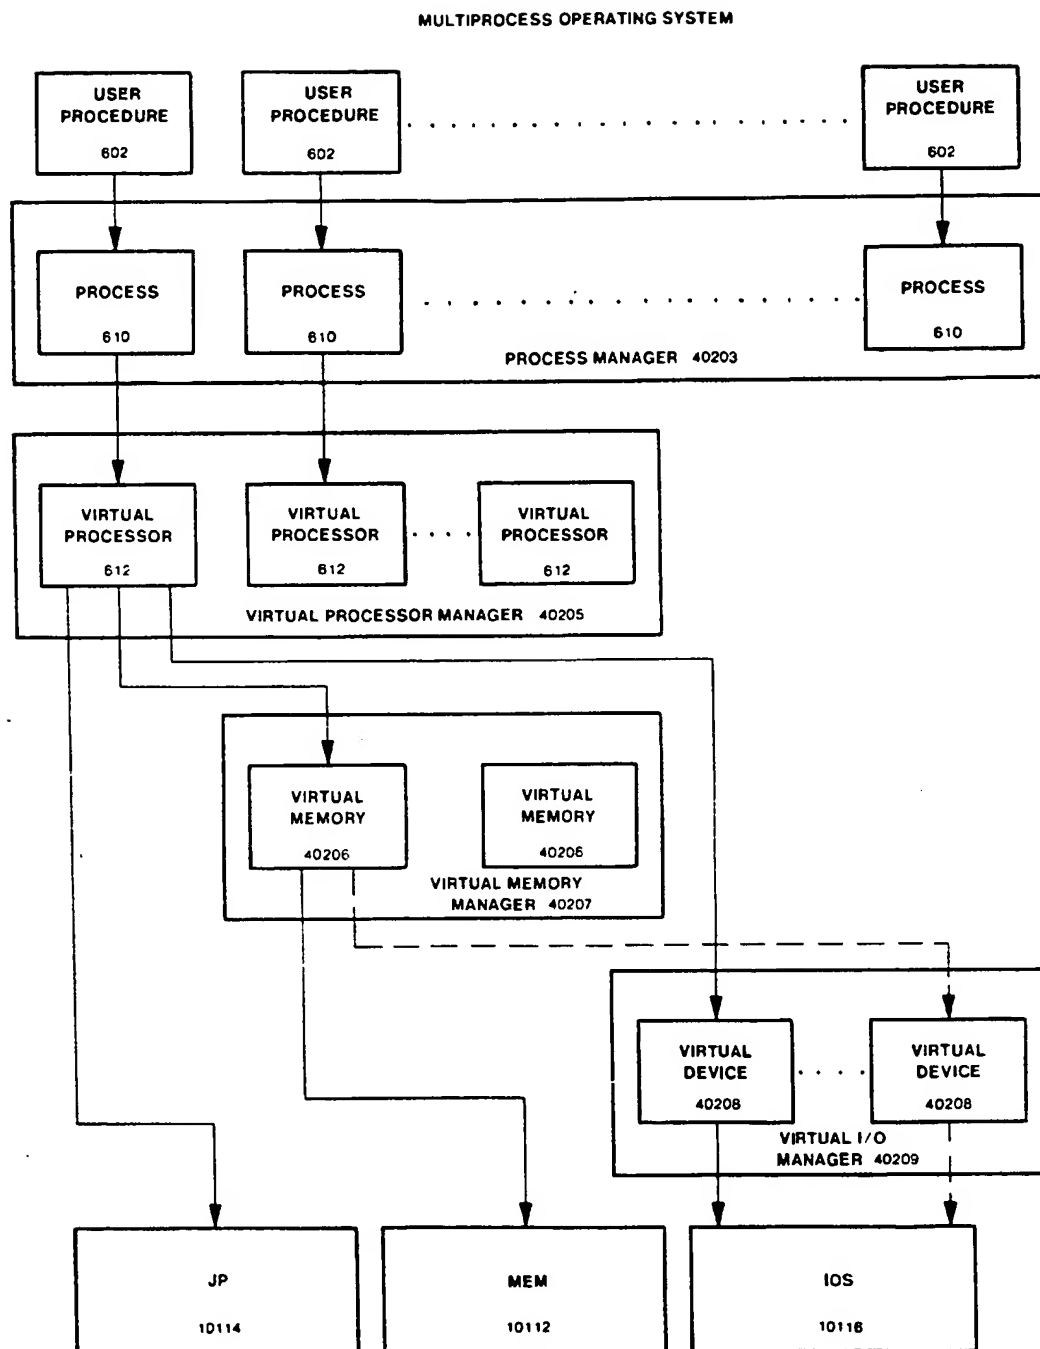 MULTIPROCESS OPERATING SYSTEM
USER
PROCEDURE
602
USER
PROCEDURE
602
USER
PROCEDURE
602
PROCESS
610
PROCESS
610
PROCESS
610
PROCESS MANAGER 40203
VIRTUAL
PROCESSOR
612
VIRTUAL
PROCESSOR
612
VIRTUAL
PROCESSOR
612
VIRTUAL PROCESSOR MANAGER 40205
VIRTUAL
MEMORY
40206
VIRTUAL
MEMORY
40206
VIRTUAL MEMORY
MANAGER 40207
VIRTUAL
DEVICE
40208
VIRTUAL
DEVICE
40208
VIRTUAL I/O
MANAGER 40209
JP
10114
MEM
10112
IOS
10116